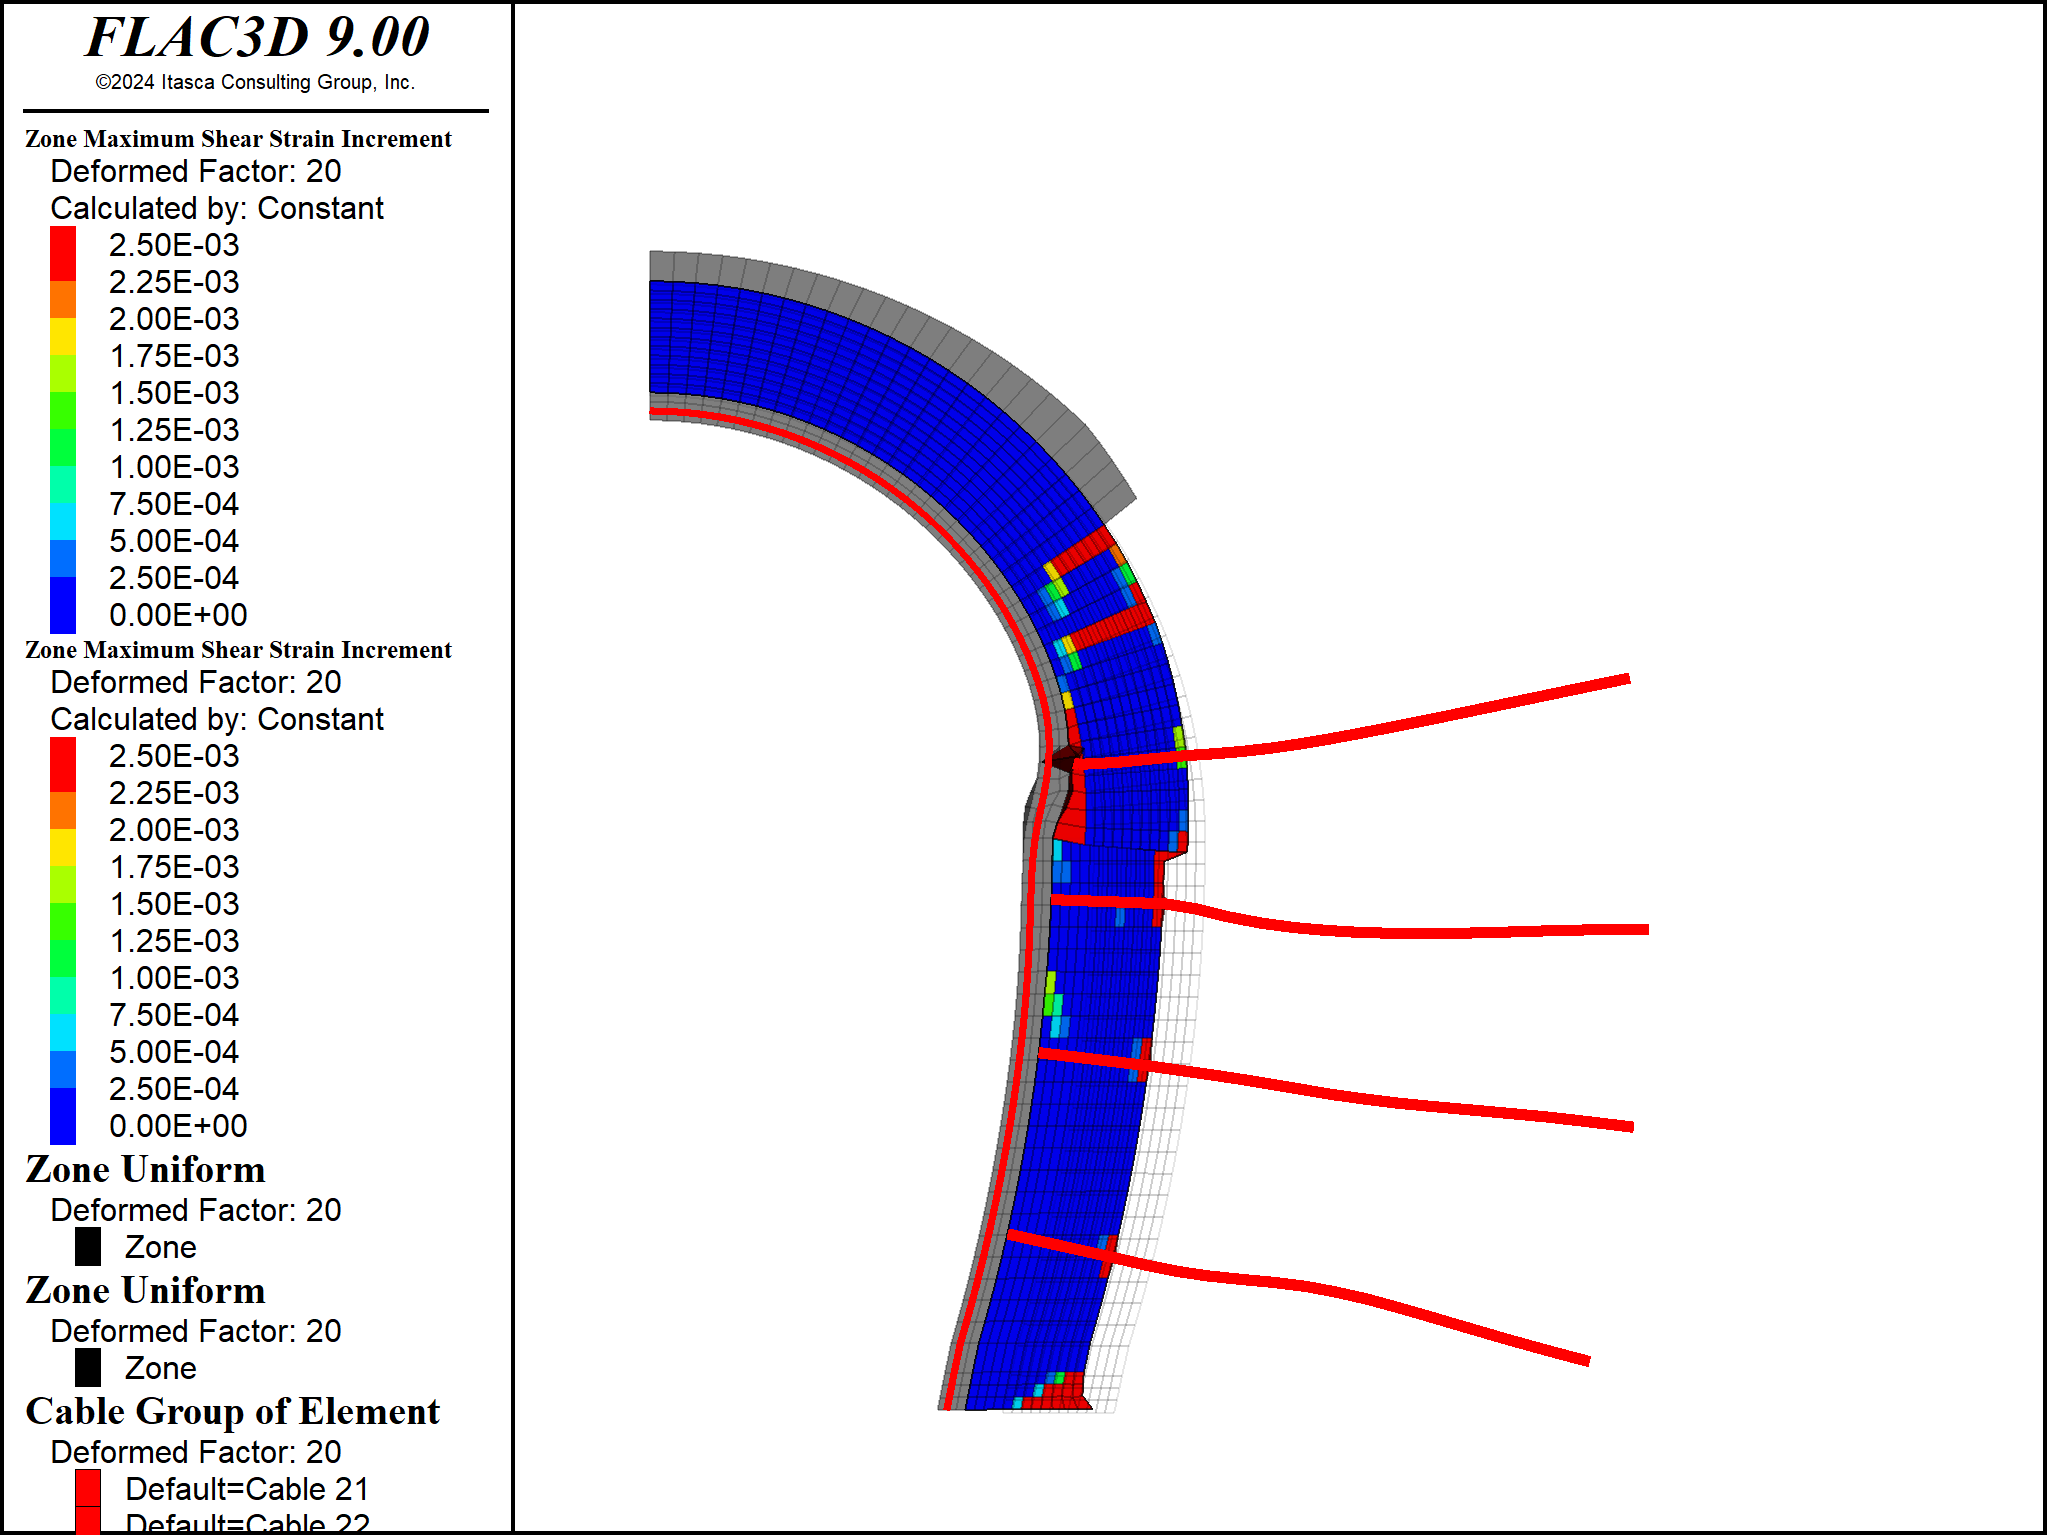 FLAC3D 9.00
©2024 Itasca Consulting Group, Inc.
Zone Maximum Shear Strain Increment
Deformed Factor: 20
Calculated by: Constant
2.50E-03
2.25E-03
2.00E-03
1.75E-03
1.50E-03
1.25E-03
1.00E-03
7.50E-04
5.00E-04
2.50E-04
0.00E+00
Zone Maximum Shear Strain Increment
Deformed Factor: 20
Calculated by: Constant
2.50E-03
2.25E-03
2.00E-03
1.75E-03
1.50E-03
1.25E-03
1.00E-03
7.50E-04
5.00E-04
2.50E-04
0.00E+00
Zone Uniform
Deformed Factor: 20
Zone
Zone Uniform
Deformed Factor: 20
Zone
Cable Group of Element
Deformed Factor: 20
Default=Cable 21
Default=Cable 22